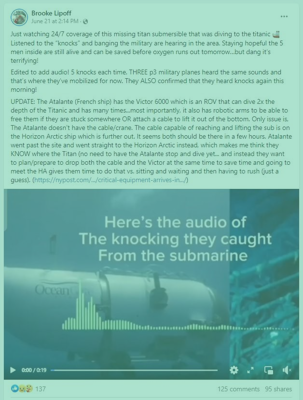 Brooke Lipoff
June 21 at 2:14 PM ·
Just watching 24/7 coverage of this missing titan submersible that was diving to the titanic
Listened to the "knocks" and banging the military are hearing in the area. Staying hopeful the 5
men inside are still alive and can be saved before oxygen runs out tomorrow...but dang it's
terrifying!
Edited to add audio! 5 knocks each time. THREE p3 military planes heard the same sounds and
that's where they've mobilized for now. They ALSO confirmed that they heard knocks again this
morning!
UPDATE: The Atalante (French ship) has the Victor 6000 which is an ROV that can dive 2x the
depth of the Titanic and has many times...most importantly, it also has robotic arms to be able to
free them if they are stuck somewhere OR attach a cable to lift it out of the bottom. Only issue is,
The Atalante doesn't have the cable/crane. The cable capable of reaching and lifting the sub is on
the Horizon Arctic ship which is further out. It seems both should be there in a few hours. Atalante
went past the site and went straight to the Horizon Arctic instead. which makes me think they
KNOW where the Titan (no need to have the Atalante stop and dive yet.. and instead they want
to plan/prepare to drop both the cable and the Victor at the same time to save time and going to
meet the HA gives them time to do that vs. sitting and waiting and then having to rush (just a
guess). (https://nypost.com/.../critical-equipment-arrives-in.../)
Here's the audio of
The knocking they caught
From the submarine
Ocean
0:00 / 0:19
137
125 comments
95 shares